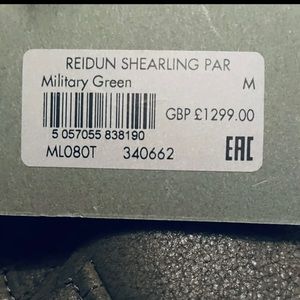 REIDUN SHEARLING PAR
Military Green M
GBP £1299.00
5 057055 838190
ML080T 340662
EAC